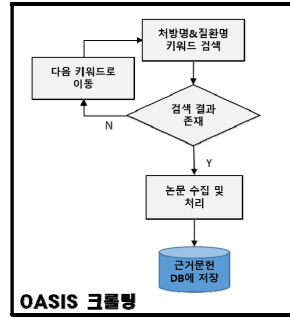 처방명&질환명
키워드 검색
다음 키워드로
이동
검색 결과
존재
N
Y
논문 수집 및
처리
근거문헌
DB에 저장
OASIS 크롤링